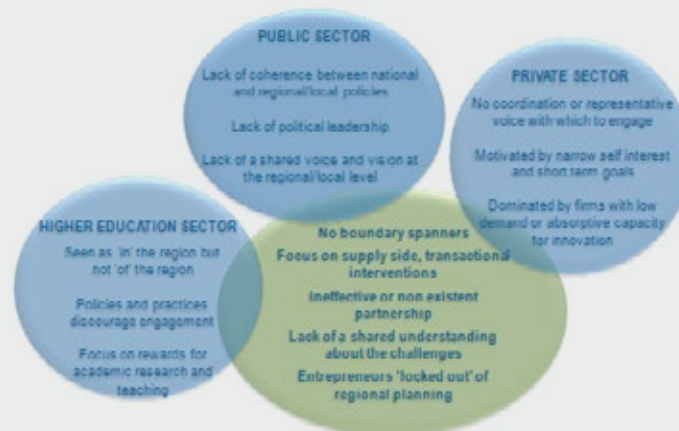 PUBLIC SECTOR
Lack of coherence between national
and regional/local policies
Lack of political leadership
Lack of a shared voice and vision at
the regional/local level
PRIVATE SECTOR
No coordination or representative
voice with which to engage
Motivated by narrow self interest
and short term goals
Dominated by firms with low
demand or absorptive capacity
for innovation
HIGHER EDUCATION SECTOR
Seen as 'in' the region but
not 'of' the region
Policies and practices
discourage engagement
Focus on rewards for
academic research and
teaching
No boundary spanners
Focus on supply side, transactional
interventions
Ineffective or non existent
partnership
Lack of a shared understanding
about the challenges
Entrepreneurs 'locked out' of
regional planning